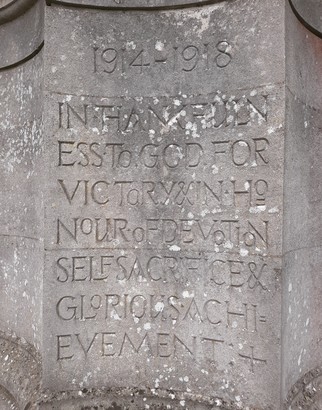 1914-1918
IN·THANKFULN
ESS·To·GOD·FOR
VICToRY·&·IN·Ho
NoUR·oF·DEVoTIoN
SELF·SACRIFICE·&
GLoRIOUS·ACHI-
EVEMENT·+